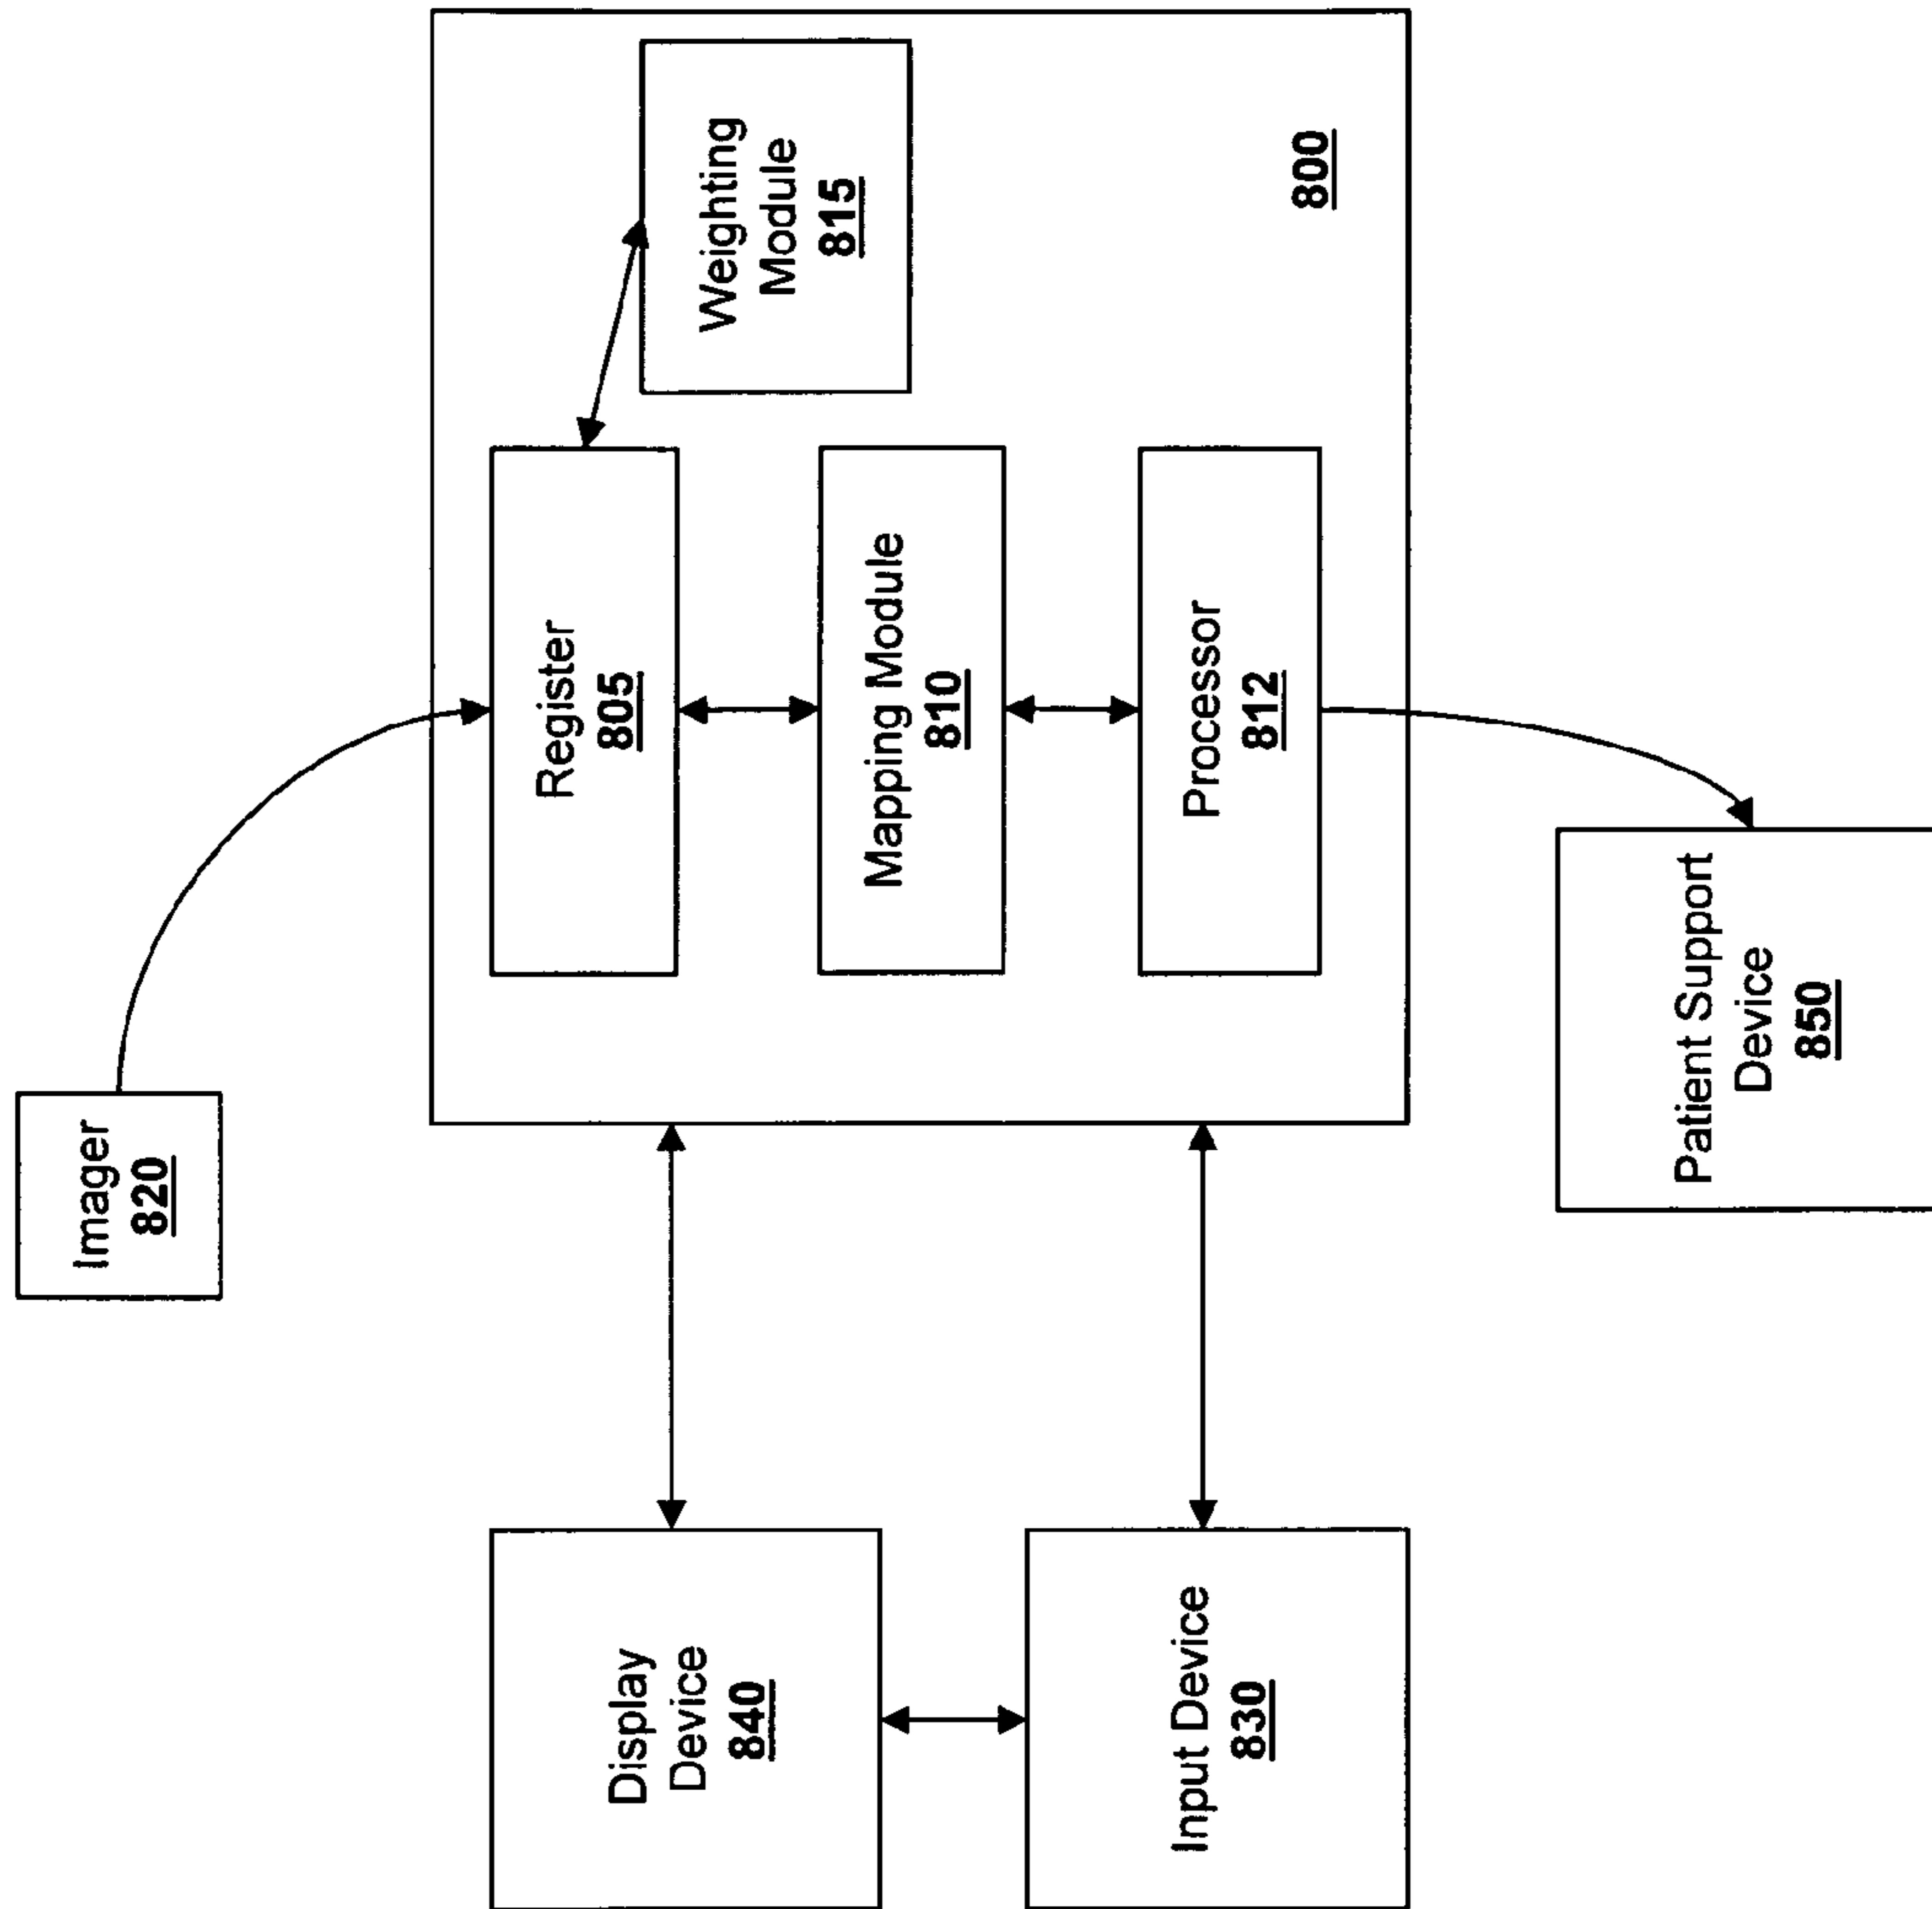 Imager
820
Register
805
Weighting
Module
815
Mapping Module
810
Processor
812
800
Display
Device
840
Input Device
830
Patient Support
Device
850